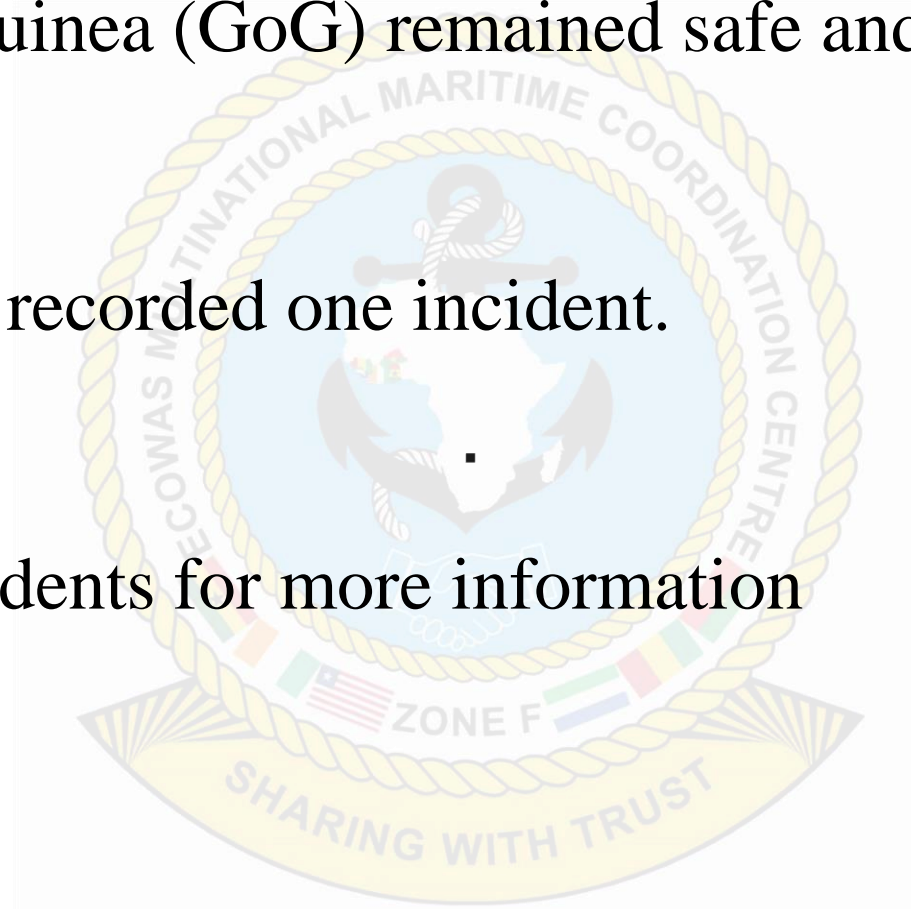 uinea (GoG) remained safe and
ECOWAS MULTINATIONAL MARITIME COORDINATION CENTRE
recorded one incident.
.
dents for more information
ZONE F
SHARING WITH TRUST